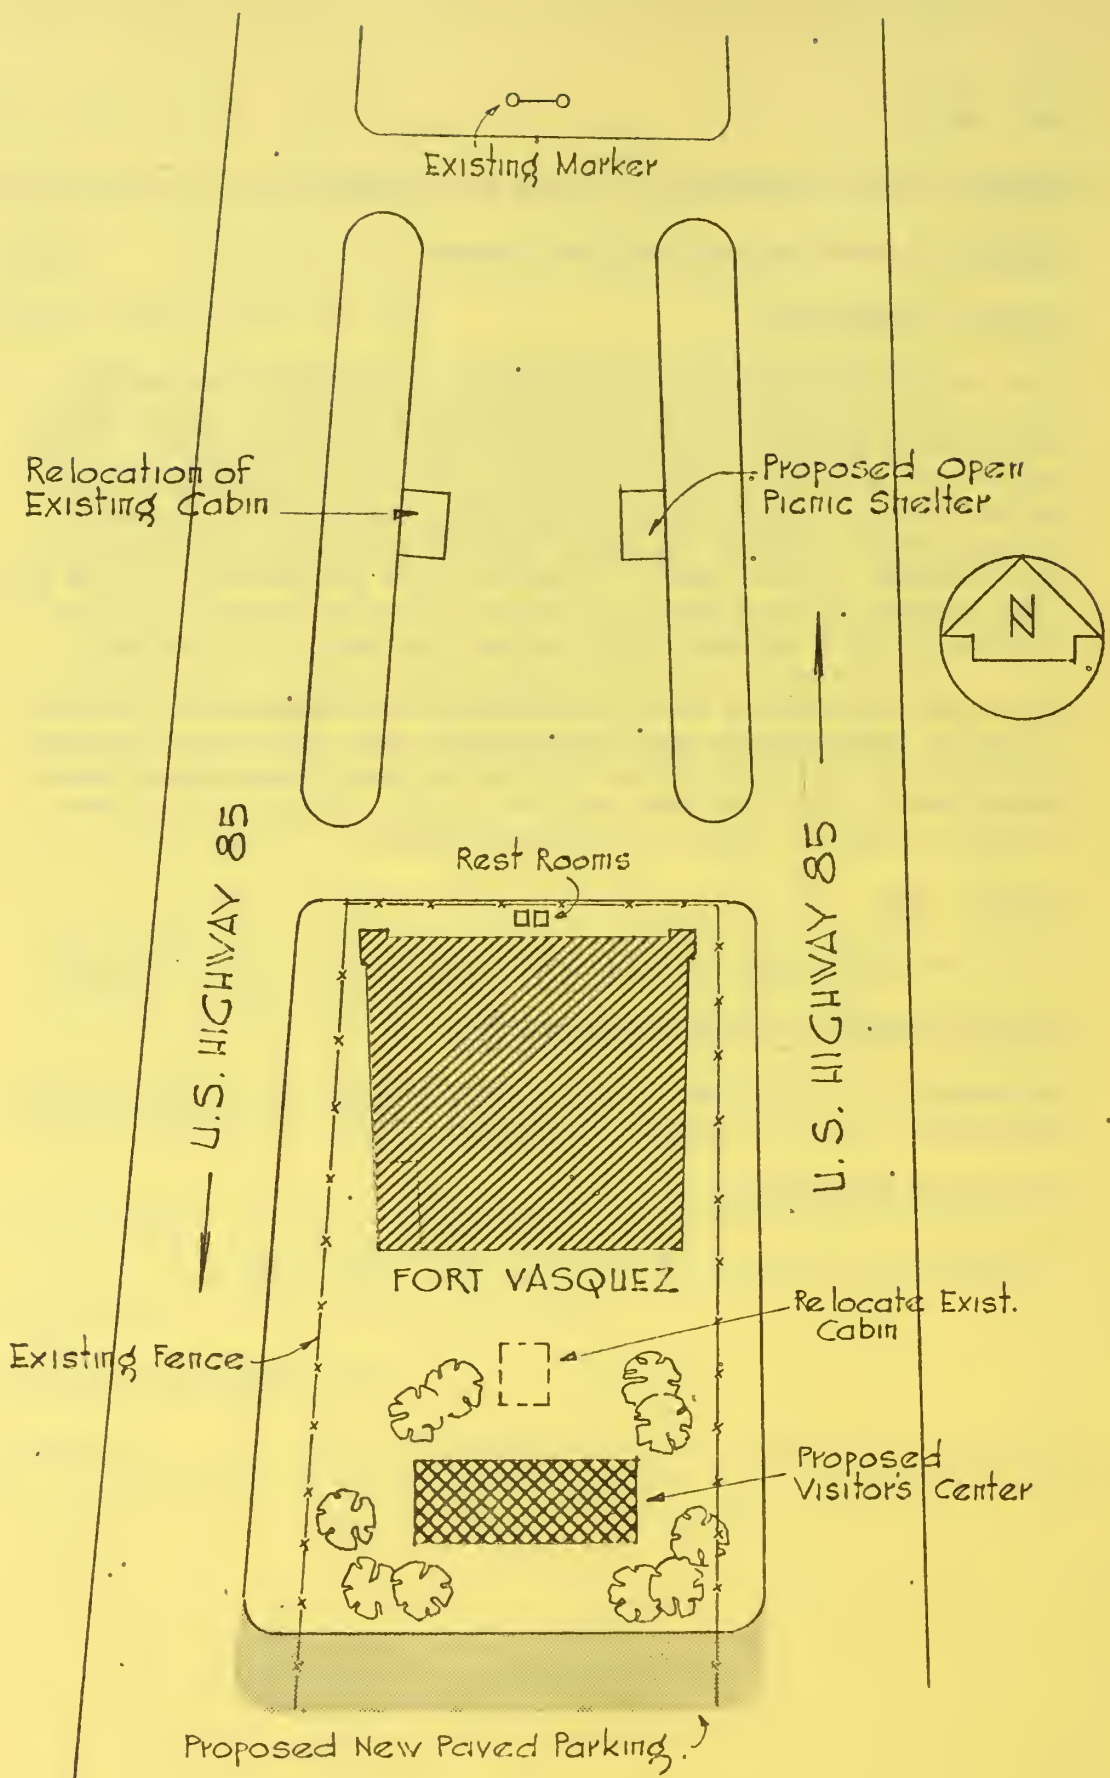 Existing Marker
Relocation of
Existing Cabin
Proposed Open
Picnic Shelter
N
U.S. HIGHWAY 85
U.S. HIGHWAY 85
Rest Rooms
FORT VASQUEZ
Relocate Exist.
Cabin
Existing Fence
Proposed
Visitor's Center
Proposed New Paved Parking.